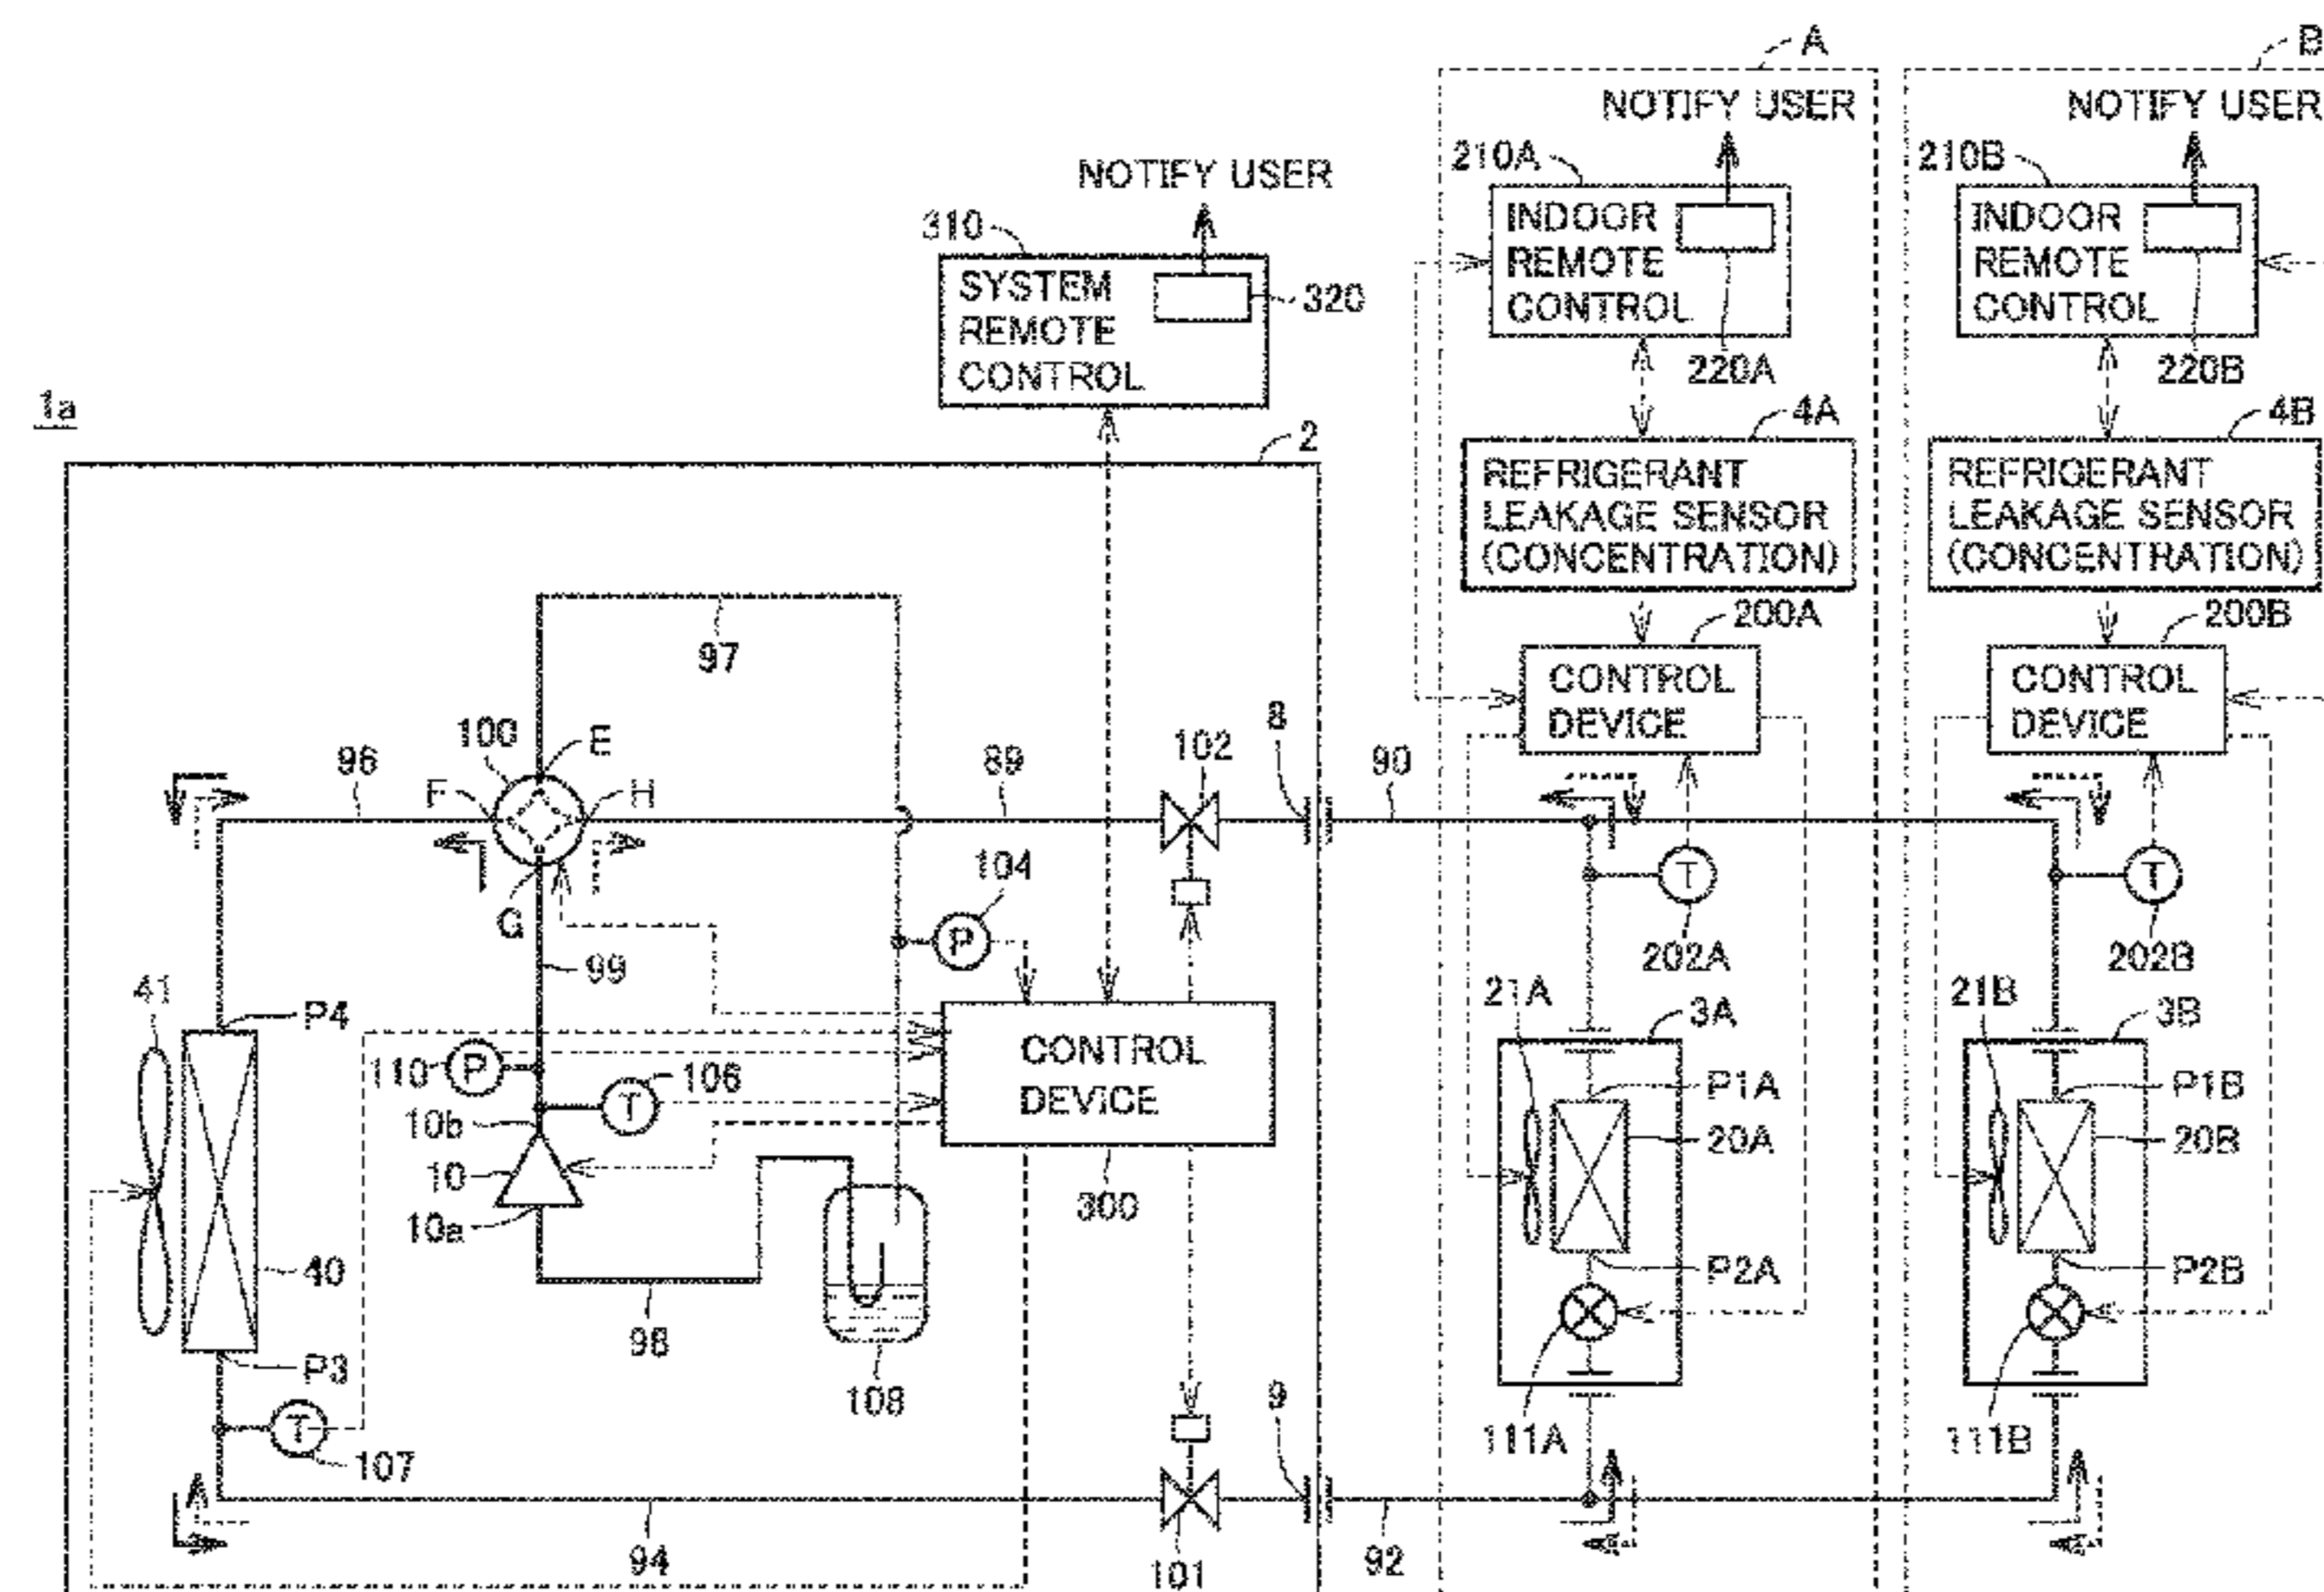 A
B
NOTIFY USER
NOTIFY USER
210A
210B
NOTIFY USER
310
INDOOR
REMOTE
CONTROL
INDOOR
REMOTE
CONTROL
SYSTEM
REMOTE
CONTROL
320
220A
220B
1a
2
4A
4B
REFRIGERANT
LEAKAGE SENSOR
(CONCENTRATION)
REFRIGERANT
LEAKAGE SENSOR
(CONCENTRATION)
97
200A
200B
CONTROL
DEVICE
CONTROL
DEVICE
100
E
96
F
H
89
102
8
90
G
104
P
T
T
99
202A
202B
41
P4
21A
3A
21B
3B
110
P
106
T
CONTROL
DEVICE
P1A
P1B
10b
10
20A
20B
10a
300
40
P2A
P2B
98
P3
108
9
111A
111B
T
107
94
101
92